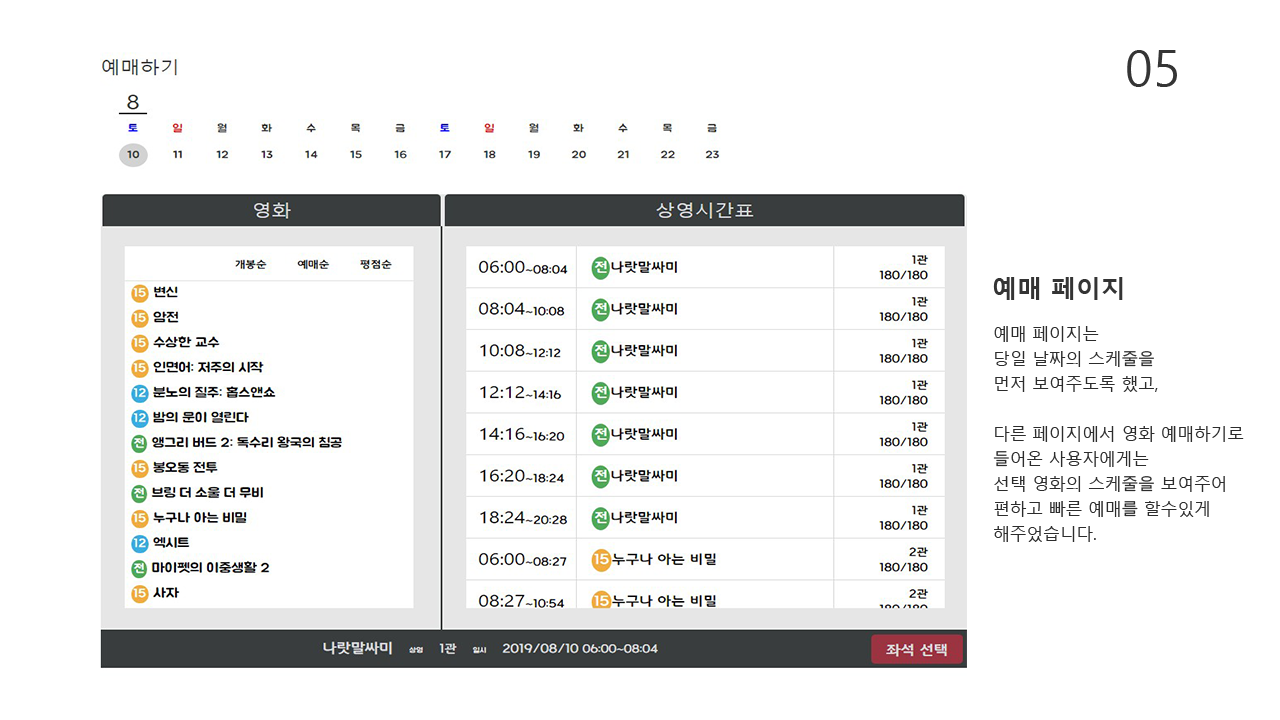 예매하기
05
8
토 일 월 화 수 목 금 토 일 월 화 수 목 금
10 11 12 13 14 15 16 17 18 19 20 21 22 23
영화
개봉순 예매순 평점순
15 변신
15 암전
15 수상한 교수
15 인면어: 저주의 시작
12 분노의 질주: 홉스앤쇼
12 밤의 문이 열린다
전 앵그리 버드 2: 독수리 왕국의 침공
15 봉오동 전투
전 브링 더 소울 더 무비
15 누구나 아는 비밀
12 엑시트
전 마이펫의 이중생활 2
15 사자
상영시간표
06:00~08:04 전 나랏말싸미 1관
180/180
08:04~10:08 전 나랏말싸미 1관
180/180
10:08~12:12 전 나랏말싸미 1관
180/180
12:12~14:16 전 나랏말싸미 1관
180/180
14:16~16:20 전 나랏말싸미 1관
180/180
16:20~18:24 전 나랏말싸미 1관
180/180
18:24~20:28 전 나랏말싸미 1관
180/180
06:00~08:27 15 누구나 아는 비밀 2관
180/180
08:27~10:54 15 누구나 아는 비밀 2관
180/180
나랏말싸미 상영 1관 일시 2019/08/10 06:00~08:04
좌석 선택
예매 페이지
예매 페이지는
당일 날짜의 스케줄을
먼저 보여주도록 했고,
다른 페이지에서 영화 예매하기로
들어온 사용자에게는
선택 영화의 스케줄을 보여주어
편하고 빠른 예매를 할수있게
해주었습니다.